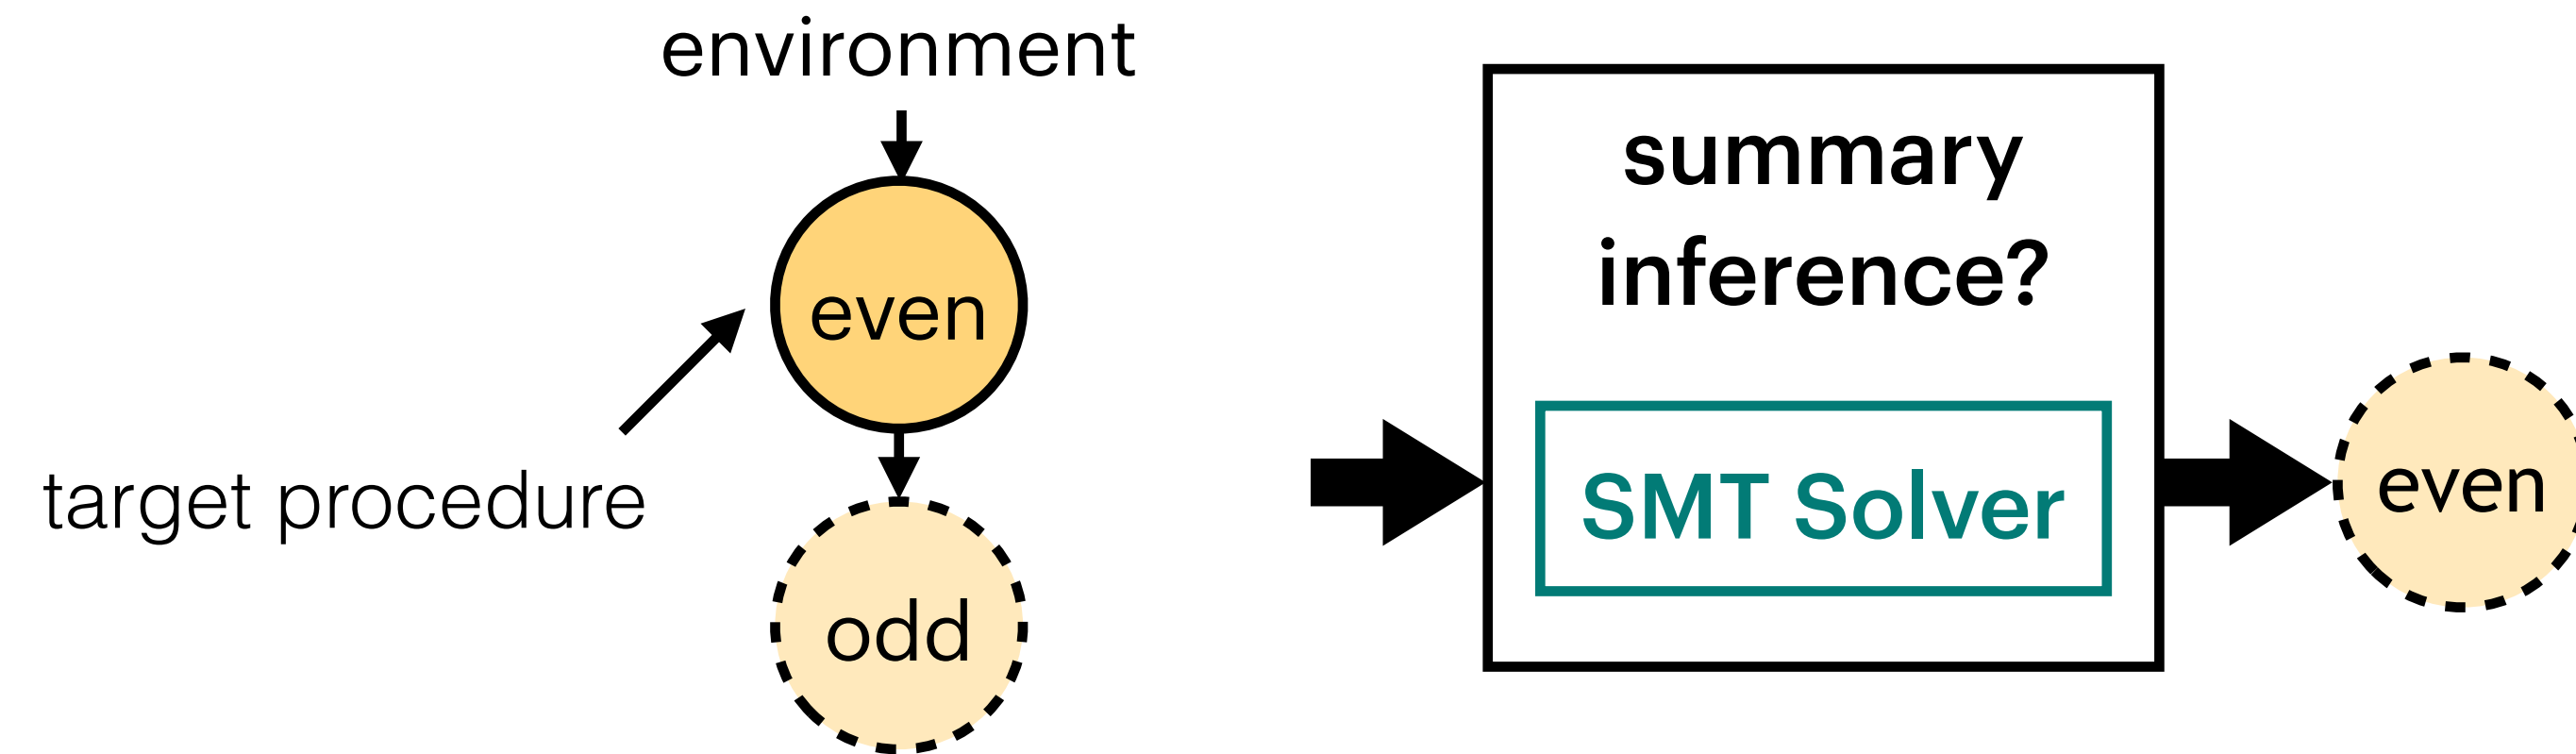 environment
even
target procedure
odd
summary
inference?
SMT Solver
even